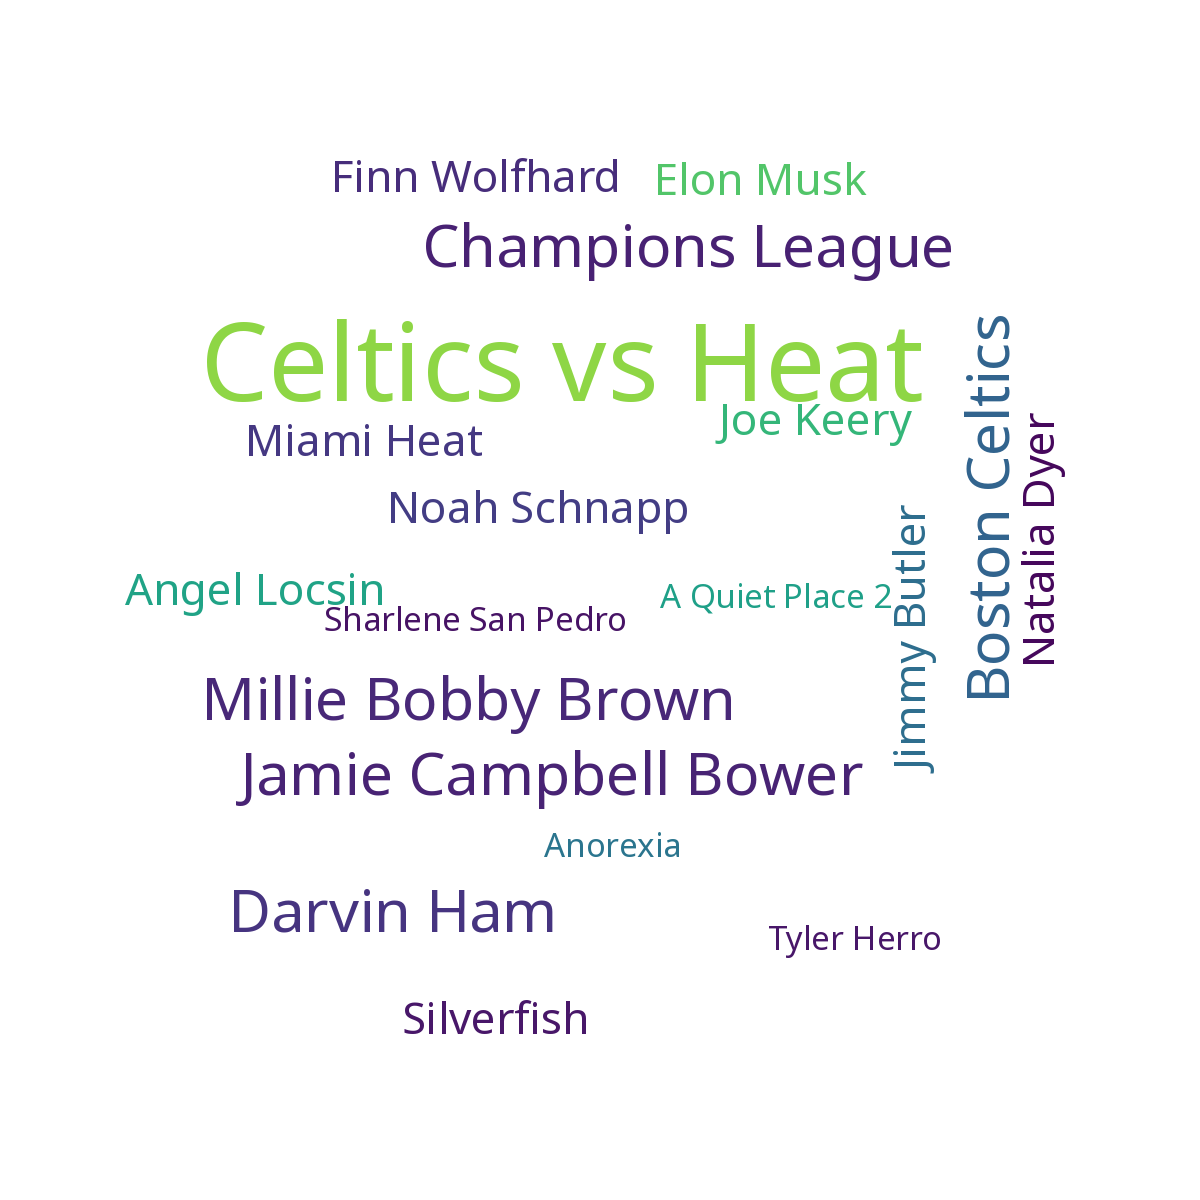 Finn Wolfhard
Elon Musk
Champions League
Celtics vs Heat
Joe Keery
Miami Heat
Boston Celtics
Natalia Dyer
Noah Schnapp
Jimmy Butler
Angel Locsin
A Quiet Place 2
Sharlene San Pedro
Millie Bobby Brown
Jamie Campbell Bower
Anorexia
Darvin Ham
Tyler Herro
Silverfish